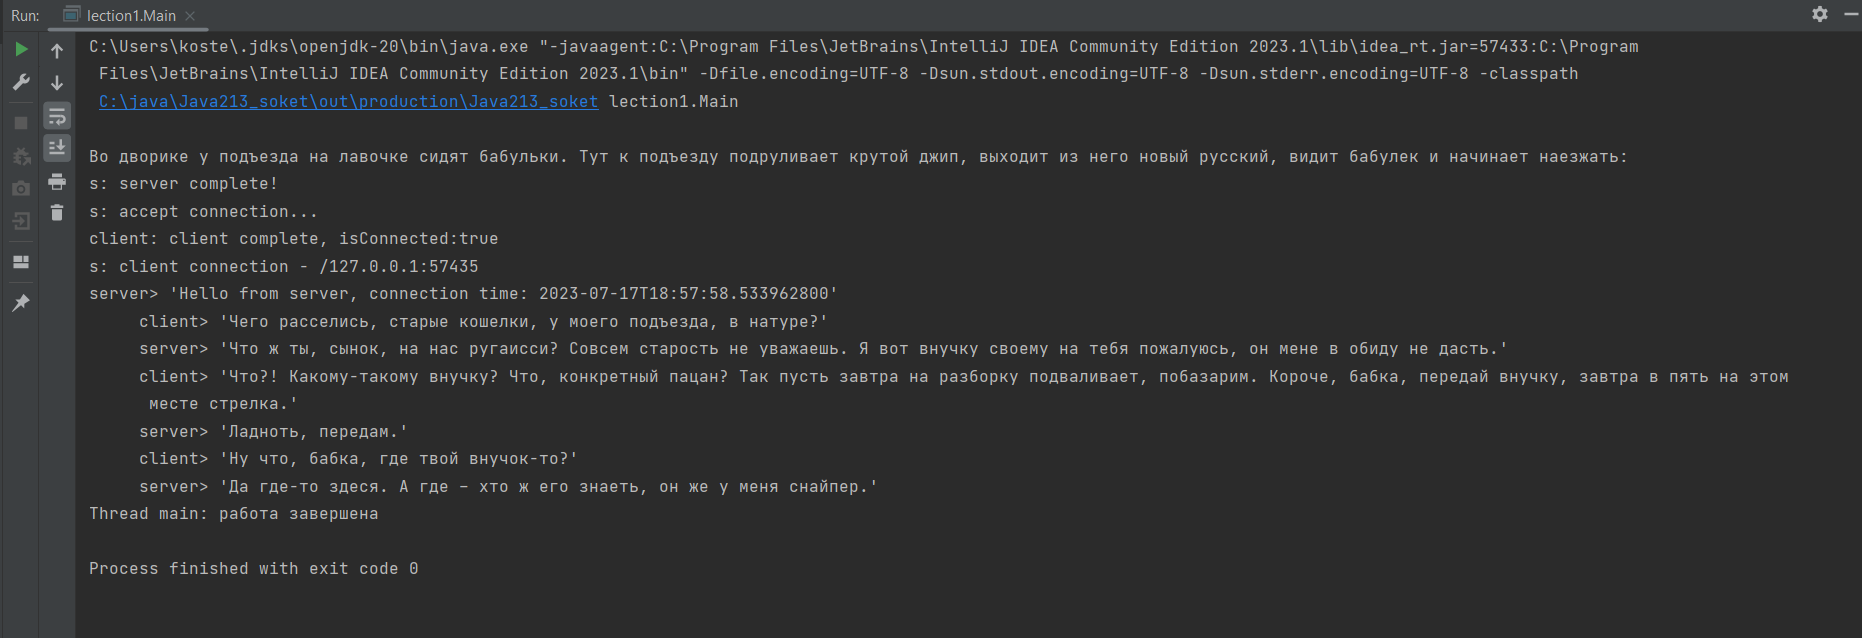 Run: lection1.Main
C:\Users\koste\.jdks\openjdk-20\bin\java.exe "-javaagent:C:\Program Files\JetBrains\IntelliJ IDEA Community Edition 2023.1\lib\idea_rt.jar=57433:C:\Program
Files\JetBrains\IntelliJ IDEA Community Edition 2023.1\bin" -Dfile.encoding=UTF-8 -Dsun.stdout.encoding=UTF-8 -Dsun.stderr.encoding=UTF-8 -classpath
C:\java\Java213_soket\out\production\Java213_soket lection1.Main
Во дворике у подъезда на лавочке сидят бабульки. Тут к подъезду подруливает крутой джип, выходит из него новый русский, видит бабулек и начинает наезжать:
s: server complete!
s: accept connection...
client: client complete, isConnected:true
s: client connection - /127.0.0.1:57435
server> 'Hello from server, connection time: 2023-07-17T18:57:58.533962800'
client> 'Чего расселись, старые кошелки, у моего подъезда, в натуре?'
server> 'Что ж ты, сынок, на нас ругаисси? Совсем старость не уважаешь. Я вот внучку своему на тебя пожалуюсь, он мене в обиду не дасть.'
client> 'Что?! Какому-такому внучку? Что, конкретный пацан? Так пусть завтра на разборку подваливает, побазарим. Короче, бабка, передай внучку, завтра в пять на этом
месте стрелка.'
server> 'Ладноть, передам.'
client> 'Ну что, бабка, где твой внучок-то?'
server> 'Да где-то здеся. А где – хто ж его знаеть, он же у меня снайпер.'
Thread main: работа завершена
Process finished with exit code 0